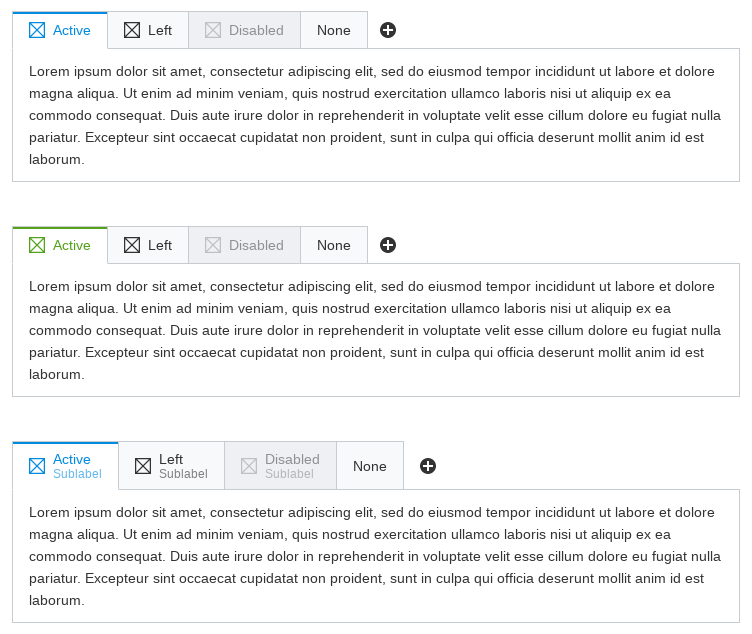 Active Left Disabled None
Lorem ipsum dolor sit amet, consectetur adipiscing elit, sed do eiusmod tempor incididunt ut labore et dolore
magna aliqua. Ut enim ad minim veniam, quis nostrud exercitation ullamco laboris nisi ut aliquip ex ea
commodo consequat. Duis aute irure dolor in reprehenderit in voluptate velit esse cillum dolore eu fugiat nulla
pariatur. Excepteur sint occaecat cupidatat non proident, sunt in culpa qui officia deserunt mollit anim id est
laborum.
Active Left Disabled None
Lorem ipsum dolor sit amet, consectetur adipiscing elit, sed do eiusmod tempor incididunt ut labore et dolore
magna aliqua. Ut enim ad minim veniam, quis nostrud exercitation ullamco laboris nisi ut aliquip ex ea
commodo consequat. Duis aute irure dolor in reprehenderit in voluptate velit esse cillum dolore eu fugiat nulla
pariatur. Excepteur sint occaecat cupidatat non proident, sunt in culpa qui officia deserunt mollit anim id est
laborum.
Active Left Disabled None
Sublabel Sublabel Sublabel
Lorem ipsum dolor sit amet, consectetur adipiscing elit, sed do eiusmod tempor incididunt ut labore et dolore
magna aliqua. Ut enim ad minim veniam, quis nostrud exercitation ullamco laboris nisi ut aliquip ex ea
commodo consequat. Duis aute irure dolor in reprehenderit in voluptate velit esse cillum dolore eu fugiat nulla
pariatur. Excepteur sint occaecat cupidatat non proident, sunt in culpa qui officia deserunt mollit anim id est
laborum.